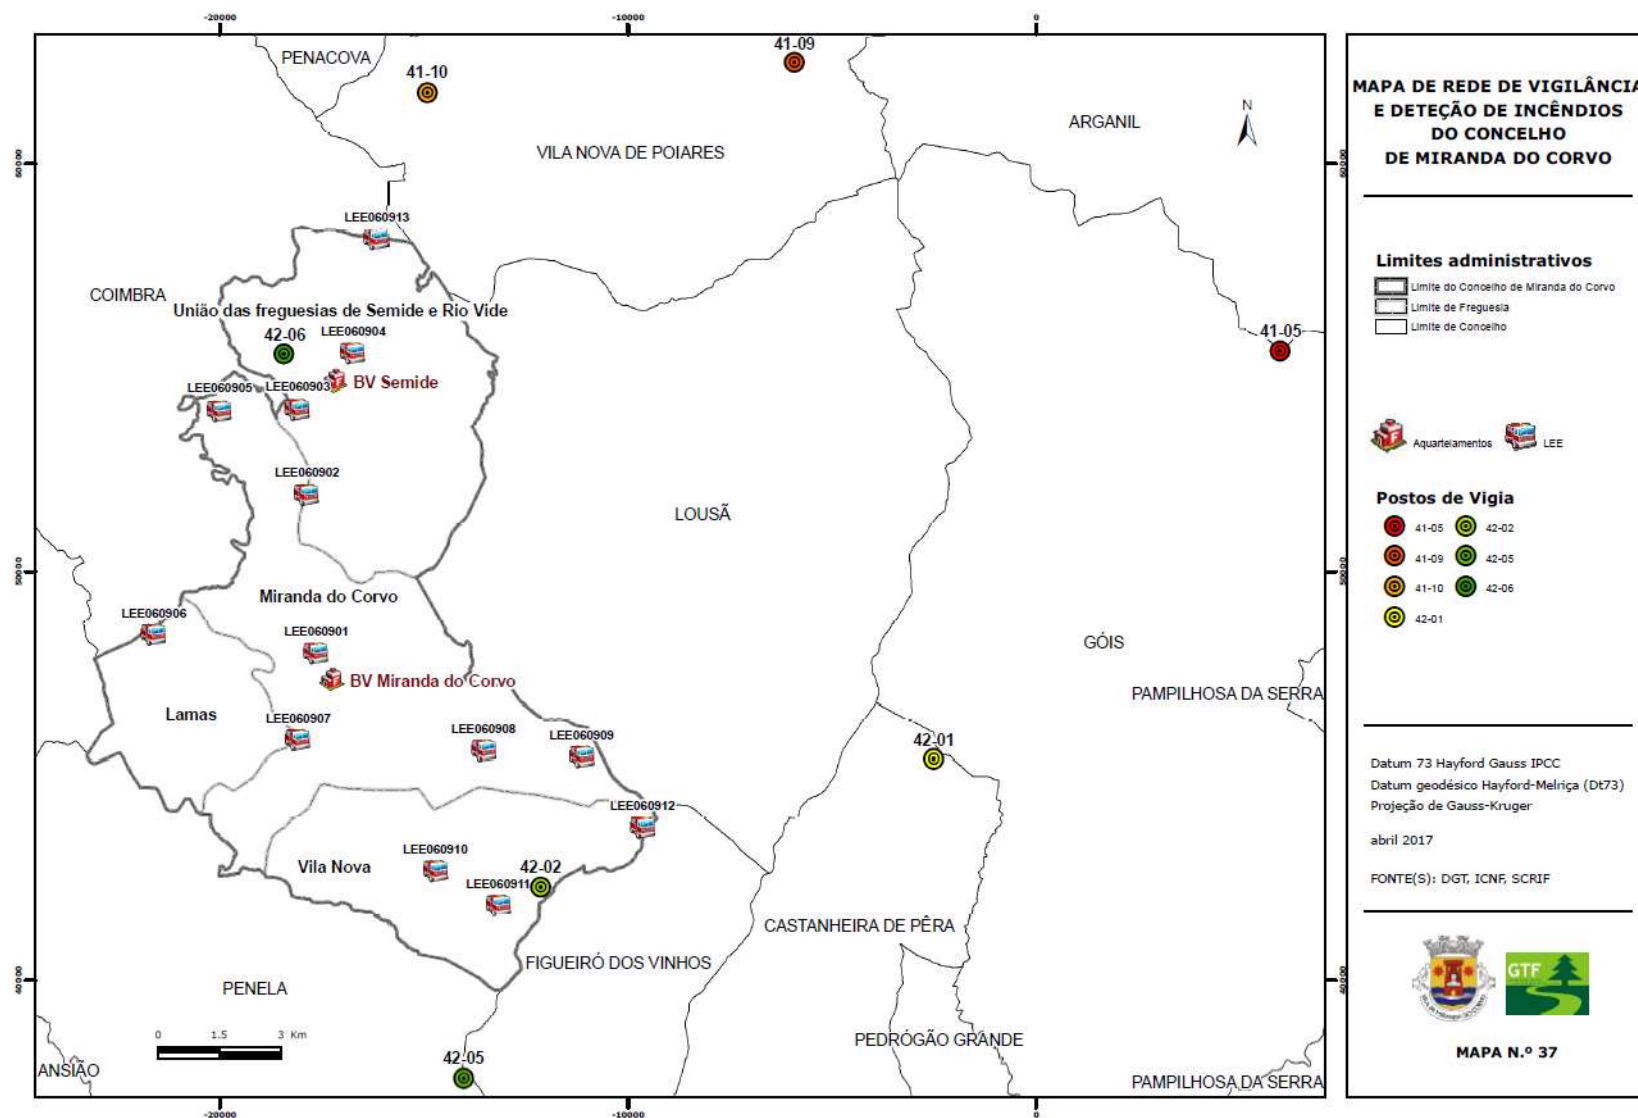 -20000
-10000
0
PENACOVA
41-10
41-09
ARGANIL
N
VILA NOVA DE POIARES
60000
60000
LEE060913
COIMBRA
União das freguesias de Semide e Rio Vide
42-06
LEE060904
41-05
LEE060905
LEE060903
BV Semide
LEE060902
LOUSÃ
50000
50000
Miranda do Corvo
LEE060906
LEE060901
GÓIS
BV Miranda do Corvo
PAMPILHOSA DA SERRA
Lamas
LEE060907
LEE060908
LEE060909
42-01
LEE060912
Vila Nova
LEE060910
42-02
LEE060911
CASTANHEIRA DE PÊRA
FIGUEIRÓ DOS VINHOS
40000
40000
PENELA
0 1.5 3 Km
PEDRÓGÃO GRANDE
42-05
ANSIÃO
PAMPILHOSA DA SERRA
-20000
-10000
0
MAPA DE REDE DE VIGILÂNCIA
E DETEÇÃO DE INCÊNDIOS
DO CONCELHO
DE MIRANDA DO CORVO
Limites administrativos
Limite do Concelho de Miranda do Corvo
Limite de Freguesia
Limite de Concelho
Aquartelamentos
LEE
Postos de Vigia
41-05 42-02
41-09 42-05
41-10 42-06
42-01
Datum 73 Hayford Gauss IPCC
Datum geodésico Hayford-Melriça (Dt73)
Projeção de Gauss-Kruger
abril 2017
FONTE(S): DGT, ICNF, SCRIF
GTF
MAPA N.º 37